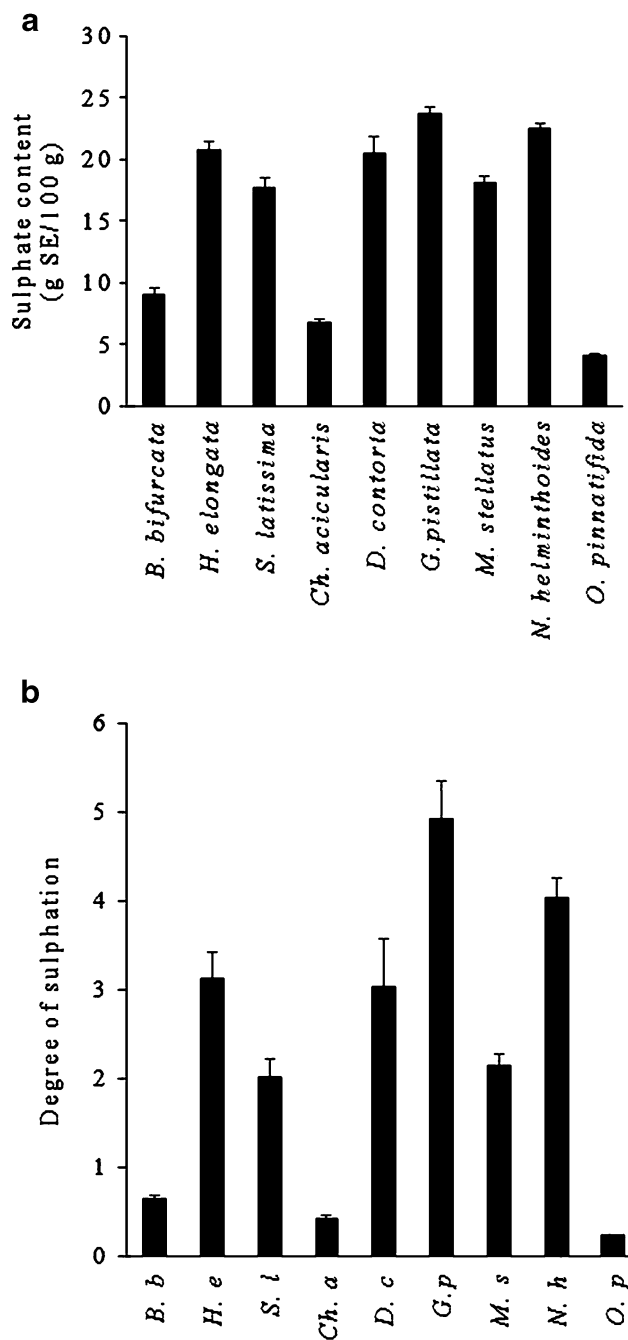 a
Sulphate content
(g SE/100 g)
30
25
20
15
10
5
0
B. bifurcata
H. elongata
S. latissima
Ch. acicularis
D. contorta
G.pistillata
M. stellatus
N. helminthoides
O. pinnatifida
b
Degree of sulphation
6
5
4
3
2
1
0
B. b
H. e
S. l
Ch. a
D. c
G.p
M. s
N. h
O. p